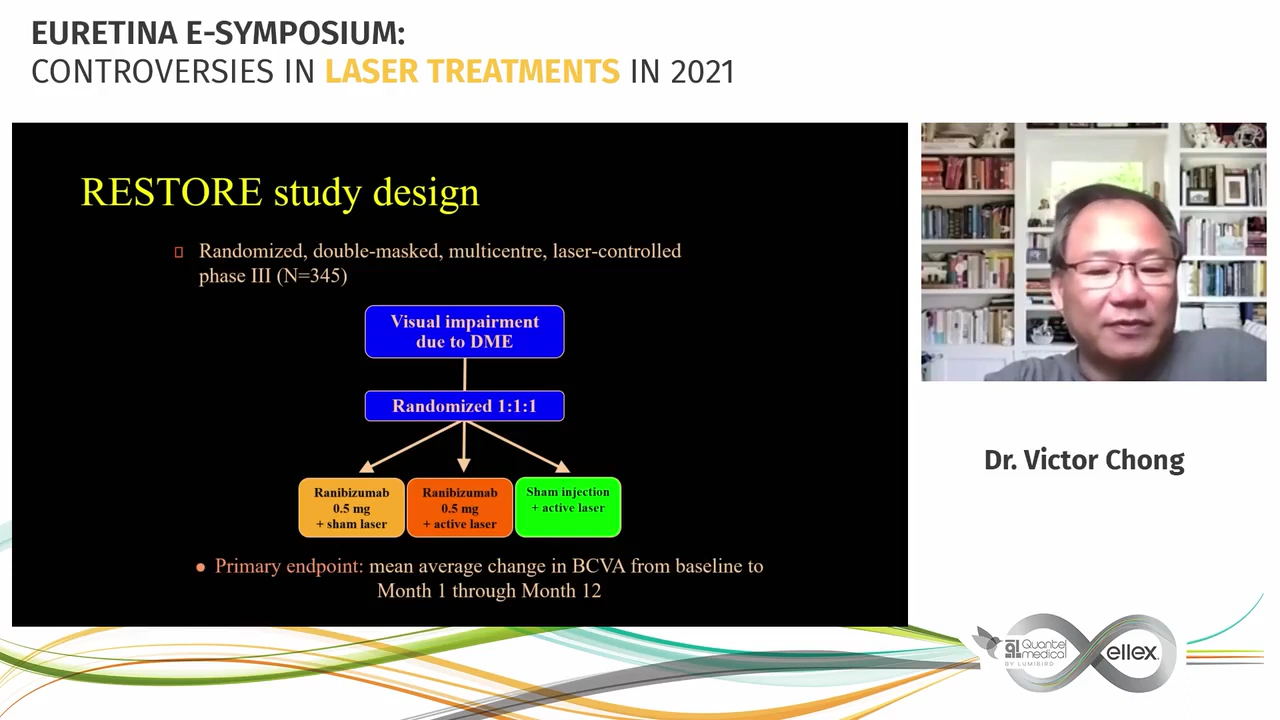 EURETINA E-SYMPOSIUM:
CONTROVERSIES IN LASER TREATMENTS IN 2021
RESTORE study design
Randomized, double-masked, multicentre, laser-controlled
phase III (N=345)
Visual impairment
due to DME
Randomized 1:1:1
Ranibizumab
0.5 mg
+ sham laser
Ranibizumab
0.5 mg
+ active laser
Sham injection
+ active laser
• Primary endpoint: mean average change in BCVA from baseline to
Month 1 through Month 12
Dr. Victor Chong
Quantel
medical
BY LUMIBIRD
ellex